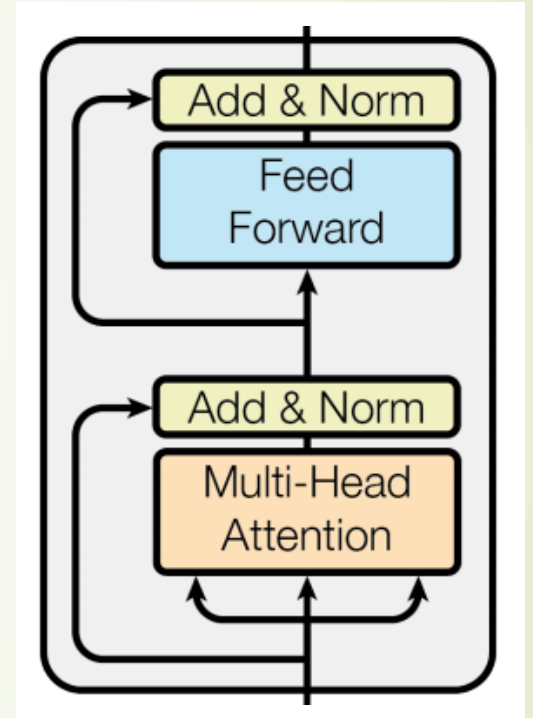 Add & Norm
Feed
Forward
Add & Norm
Multi-Head
Attention